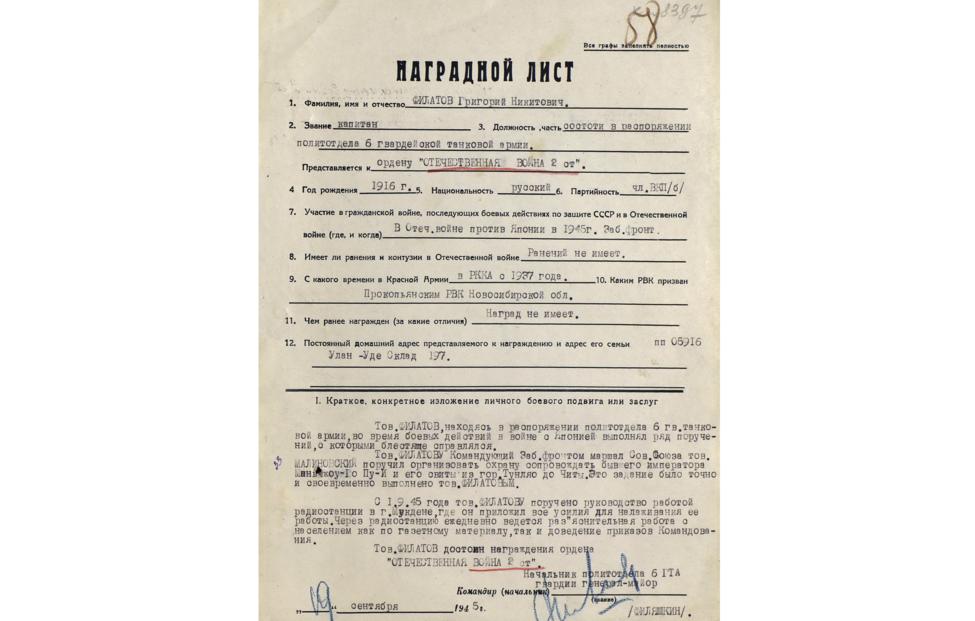 58
8397
Все графы заполнять полностью
НАГРАДНОЙ ЛИСТ
1. Фамилия, имя и отчество ФИЛАТОВ Григорий Никитович.
2. Звание капитан 3. Должность, часть состоти в распоряжении
политотдела 6 гвардейской танковой армии.
Представляется к ордену "ОТЕЧЕСТВЕННАЯ ВОЙНА 2 ст".
4 Год рождения 1916 г. 5. Национальность русский 6. Партийность чл.ВКП/б/
7. Участие в гражданской войне, последующих боевых действиях по защите СССР и в Отечественной
войне (где, и когда) В Отеч.войне против Японии в 1945г. Заб.фронт.
8. Имеет ли ранения и контузии в Отечественной войне Ранений не имеет.
9. С какого времени в Красной Армии в РККА с 1937 года. 10. Каким РВК призван
Прокопьянским РВК Новосибирской обл.
11. Чем ранее награжден (за какие отличия) Наград не имеет.
12. Постоянный домашний адрес представляемого к награждению и адрес его семьи пп 05916
Улан -Уде Склад 197.
I. Краткое, конкретное изложение личного боевого подвига или заслуг
Тов.ФИЛАТОВ,находясь в распоряжении политотдела 6 гв.танко-
вой армии,во время боевых действий в войне с Японией выполнял ряд поруче-
ний,с которыми блестяще справлялся.
Тов.ФИЛАТОВУ Командующий Заб.фронтом маршал Сов.Союза тов.
МАЛИНОВСКИЙ поручил организовать охрану сопровождать бывшего императора
Пу-И и его свиты из гор.Тунляо до Читы.Это задание было точно
и своевременно выполнено тов.ФИЛАТОВЫМ.
С 1.9.45 года тов.ФИЛАТОВУ поручено руководство работой
радиостанции в г.Мукдене,где он приложил все усилия для налаживания ее
работы.Через радиостанцию ежедневно ведется раз"яснительная работа с
населением как по газетному материалу,так и доведение приказов Командова-
ния.
Тов.ФИЛАТОВ достоин награждения ордена
"ОТЕЧЕСТВЕННАЯ ВОЙНА 2 ст".
Начальник политотдела 6 ГТА
гвардии генерал-майор
Командир (начальник)
(звание)
„19" сентября 1945г. /ФИЛЯШКИН/.